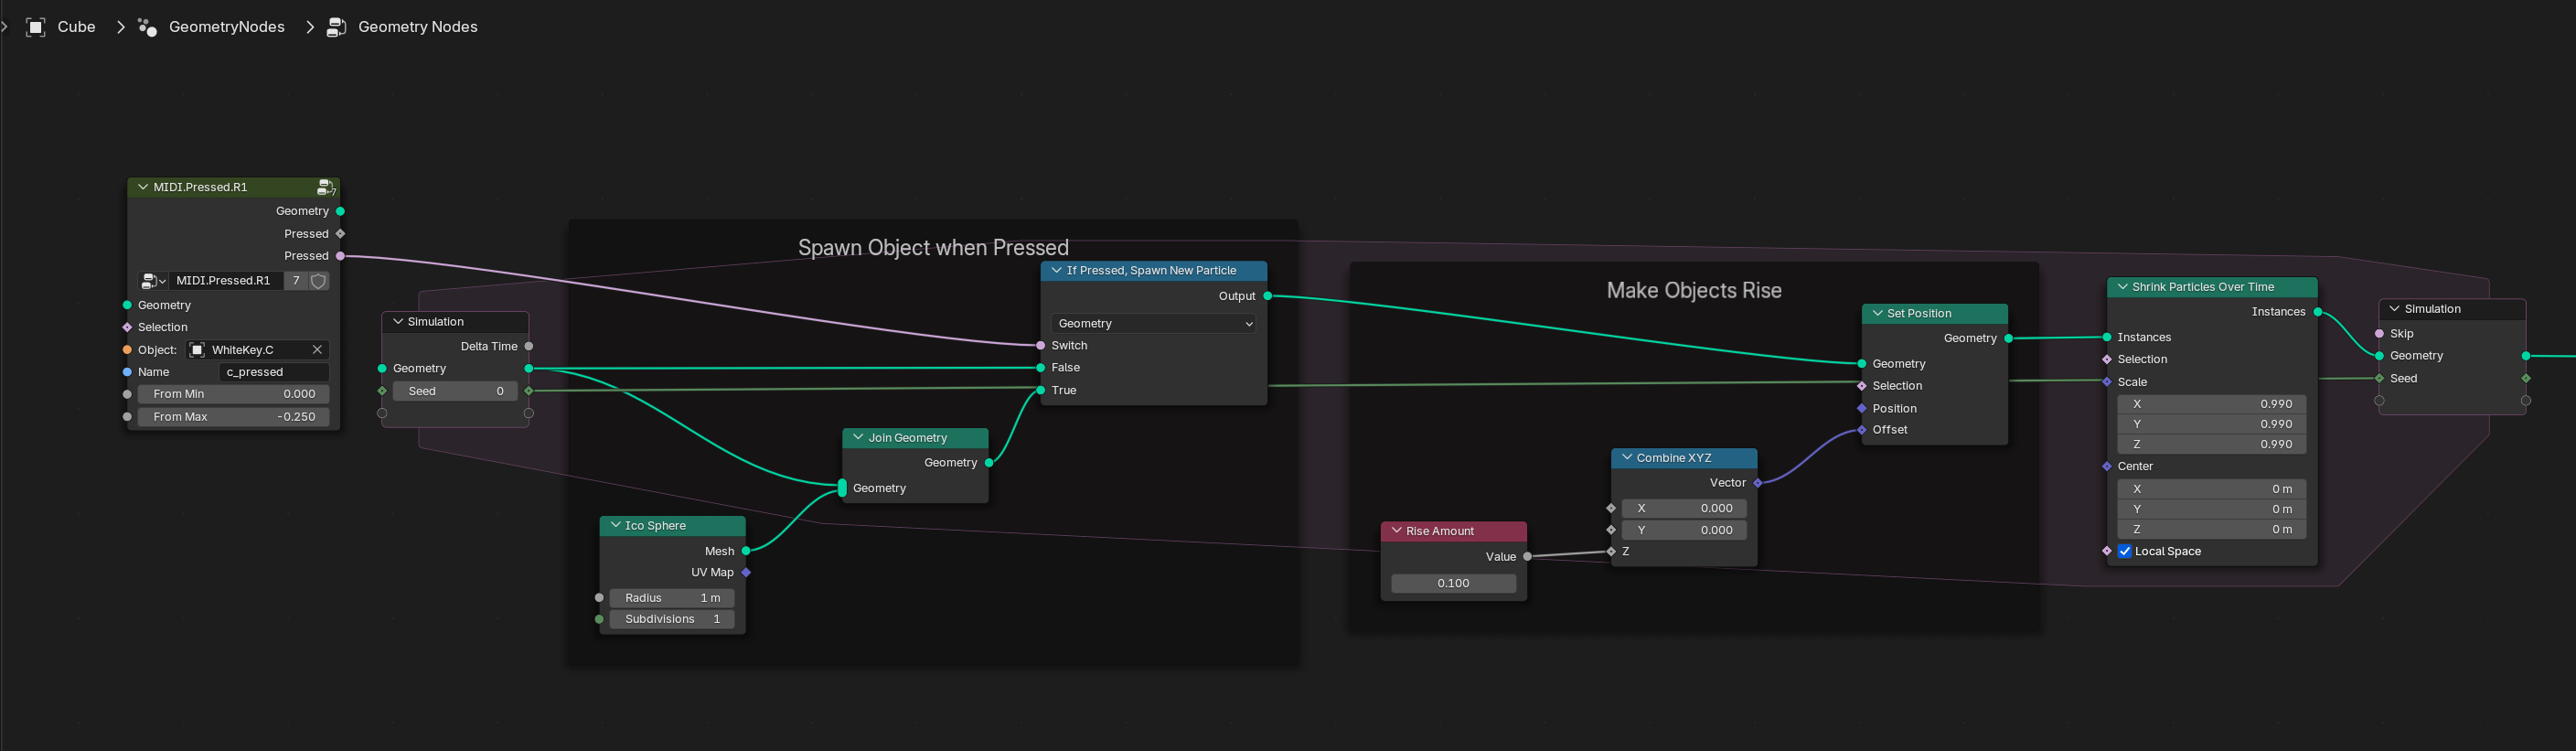 Cube GeometryNodes Geometry Nodes
MIDI.Pressed.R1
7
Geometry
Pressed
Pressed
MIDI.Pressed.R1 7
Geometry
Selection
Object: WhiteKey.C
Name c_pressed
From Min 0.000
From Max -0.250
Simulation
Delta Time
Geometry
Seed 0
Spawn Object when Pressed
If Pressed, Spawn New Particle
Output
Geometry
Switch
False
True
Join Geometry
Geometry
Geometry
Ico Sphere
Mesh
UV Map
Radius 1 m
Subdivisions 1
Make Objects Rise
Set Position
Geometry
Geometry
Selection
Position
Offset
Combine XYZ
Vector
X 0.000
Y 0.000
Z
Rise Amount
Value
0.100
Shrink Particles Over Time
Instances
Instances
Selection
Scale
X 0.990
Y 0.990
Z 0.990
Center
X 0 m
Y 0 m
Z 0 m
Local Space
Simulation
Skip
Geometry
Seed